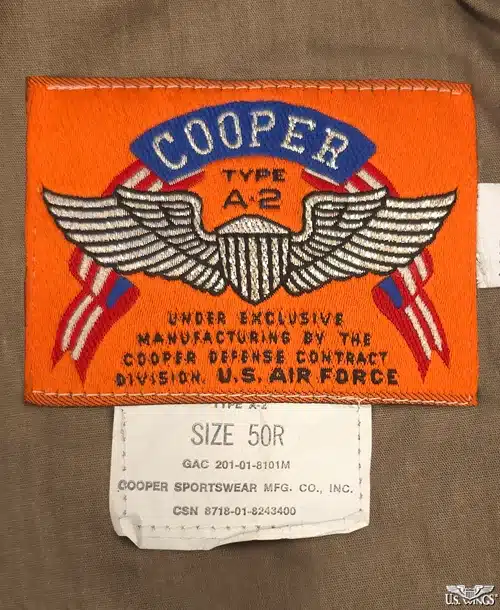 COOPER
TYPE
A-2
UNDER EXCLUSIVE
MANUFACTURING BY THE
COOPER DEFENSE CONTRACT
DIVISION. U.S. AIR FORCE
TYPE A-2
SIZE 50R
GAC 201-01-8101M
COOPER SPORTSWEAR MFG. CO., INC.
CSN 8718-01-8243400
U.S. WINGS